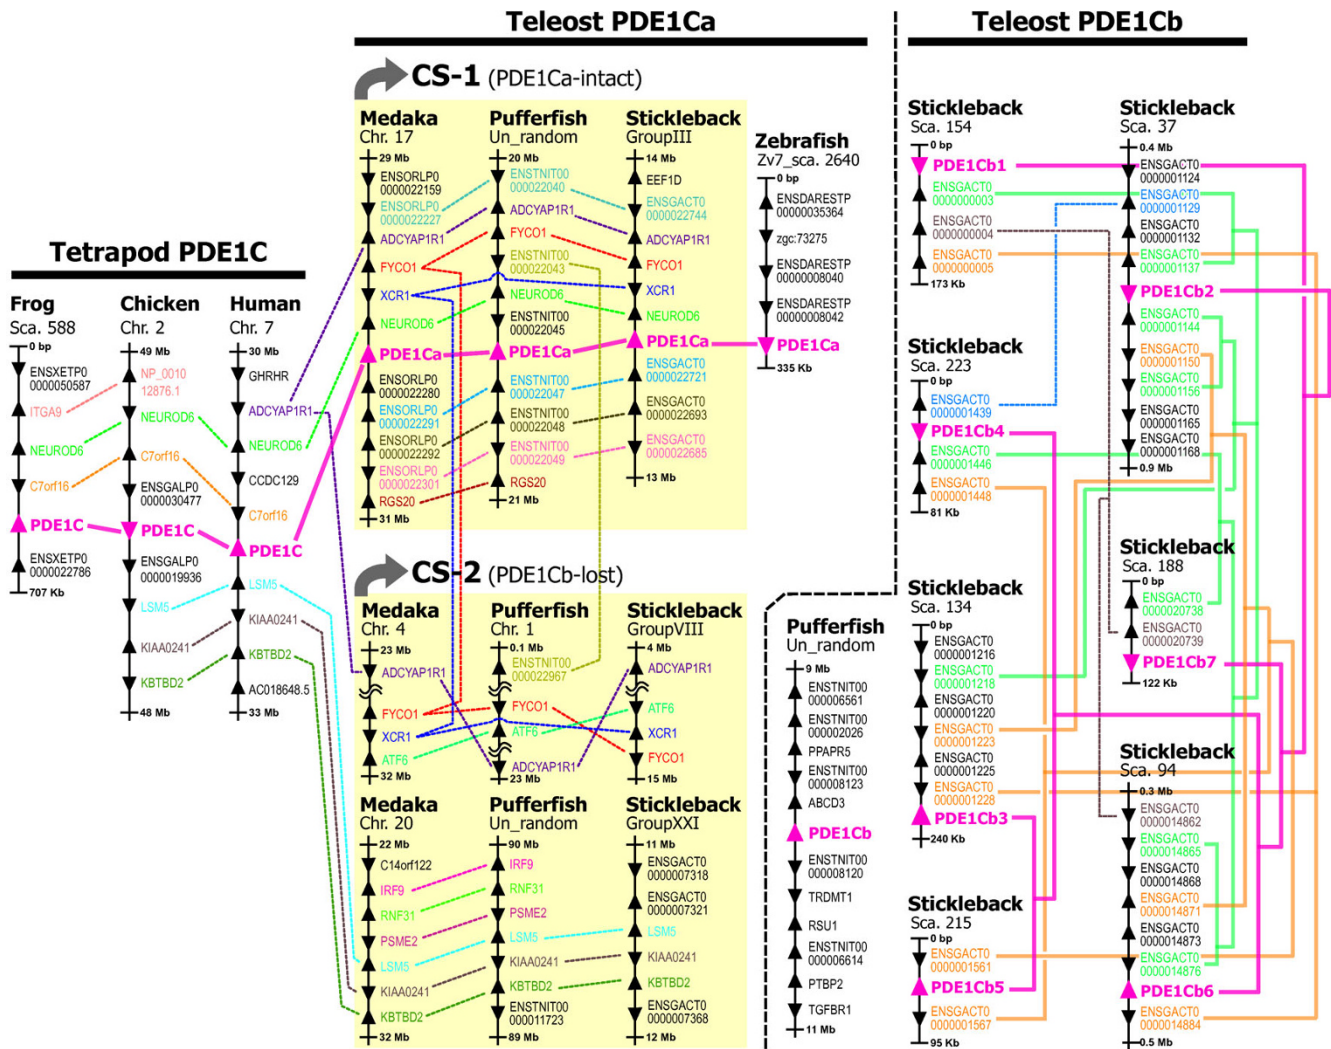 Teleost PDE1Ca
Teleost PDE1Cb
Tetrapod PDE1C
Frog
Sca. 588
0 bp
ENSXETP0
0000050587
ITGA9
NEUROD6
C7orf16
PDE1C
ENSXETP0
0000022786
707 Kb
Chicken
Chr. 2
49 Mb
NP_0010
12876.1
NEUROD6
C7orf16
ENSGALP0
0000030477
PDE1C
ENSGALP0
0000019936
LSM5
KIAA0241
KBTBD2
48 Mb
Human
Chr. 7
30 Mb
GHRHR
ADCYAP1R1
NEUROD6
CCDC129
C7orf16
PDE1C
LSM5
KIAA0241
KBTBD2
AC018648.5
33 Mb
CS-1 (PDE1Ca-intact)
Medaka
Chr. 17
29 Mb
ENSORLP0
0000022159
ENSORLP0
0000022227
ADCYAP1R1
FYCO1
XCR1
NEUROD6
PDE1Ca
ENSORLP0
0000022280
ENSORLP0
0000022291
ENSORLP0
0000022292
ENSORLP0
0000022301
RGS20
31 Mb
Pufferfish
Un_random
20 Mb
ENSTNIT00
000022040
ADCYAP1R1
FYCO1
ENSTNIT00
000022043
NEUROD6
ENSTNIT00
000022045
PDE1Ca
ENSTNIT00
000022047
ENSTNIT00
000022048
ENSTNIT00
000022049
RGS20
21 Mb
Stickleback
GroupIII
14 Mb
EEF1D
ENSGACT0
0000022744
ADCYAP1R1
FYCO1
XCR1
NEUROD6
PDE1Ca
ENSGACT0
0000022721
ENSGACT0
0000022693
ENSGACT0
0000022685
13 Mb
Zebrafish
Zv7_sca. 2640
0 bp
ENSDARESTP
00000035364
zgc:73275
ENSDARESTP
00000008040
ENSDARESTP
00000008042
PDE1Ca
335 Kb
CS-2 (PDE1Cb-lost)
Medaka
Chr. 4
23 Mb
ADCYAP1R1
FYCO1
XCR1
ATF6
32 Mb
Pufferfish
Chr. 1
0.1 Mb
ENSTNIT00
000022967
FYCO1
ATF6
ADCYAP1R1
23 Mb
Stickleback
GroupVIII
4 Mb
ADCYAP1R1
ATF6
XCR1
FYCO1
15 Mb
Medaka
Chr. 20
22 Mb
C14orf122
IRF9
RNF31
PSME2
LSM5
KIAA0241
KBTBD2
32 Mb
Pufferfish
Un_random
90 Mb
IRF9
RNF31
PSME2
LSM5
KIAA0241
KBTBD2
ENSTNIT00
000011723
89 Mb
Stickleback
GroupXXI
11 Mb
ENSGACT0
0000007318
ENSGACT0
0000007321
LSM5
KIAA0241
KBTBD2
ENSGACT0
0000007368
12 Mb
Pufferfish
Un_random
9 Mb
ENSTNIT00
000006561
ENSTNIT00
000002026
PPAPR5
ENSTNIT00
000008123
ABCD3
PDE1Cb
ENSTNIT00
000008120
TRDMT1
RSU1
ENSTNIT00
000006614
PTBP2
TGFBR1
11 Mb
Stickleback
Sca. 154
0 bp
PDE1Cb1
ENSGACT0
0000000003
ENSGACT0
0000000004
ENSGACT0
0000000005
173 Kb
Stickleback
Sca. 223
0 bp
ENSGACT0
0000001439
PDE1Cb4
ENSGACT0
0000001446
ENSGACT0
0000001448
81 Kb
Stickleback
Sca. 134
0 bp
ENSGACT0
0000001216
ENSGACT0
0000001218
ENSGACT0
0000001220
ENSGACT0
0000001223
ENSGACT0
0000001225
ENSGACT0
0000001228
PDE1Cb3
240 Kb
Stickleback
Sca. 215
0 bp
ENSGACT0
0000001561
PDE1Cb5
ENSGACT0
0000001567
95 Kb
Stickleback
Sca. 37
0.4 Mb
ENSGACT0
0000001124
ENSGACT0
0000001129
ENSGACT0
0000001132
ENSGACT0
0000001137
PDE1Cb2
ENSGACT0
0000001144
ENSGACT0
0000001150
ENSGACT0
0000001156
ENSGACT0
0000001165
ENSGACT0
0000001168
0.9 Mb
Stickleback
Sca. 188
0 bp
ENSGACT0
0000020738
ENSGACT0
0000020739
PDE1Cb7
122 Kb
Stickleback
Sca. 94
0.3 Mb
ENSGACT0
0000014862
ENSGACT0
0000014865
ENSGACT0
0000014868
ENSGACT0
0000014871
ENSGACT0
0000014873
ENSGACT0
0000014876
PDE1Cb6
ENSGACT0
0000014884
0.5 Mb